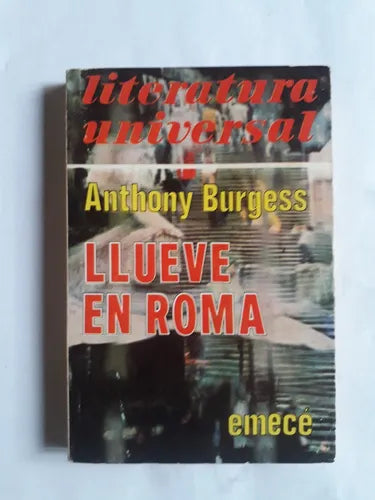 literatura
universal
Anthony Burgess
LLUEVE
EN ROMA
emecé